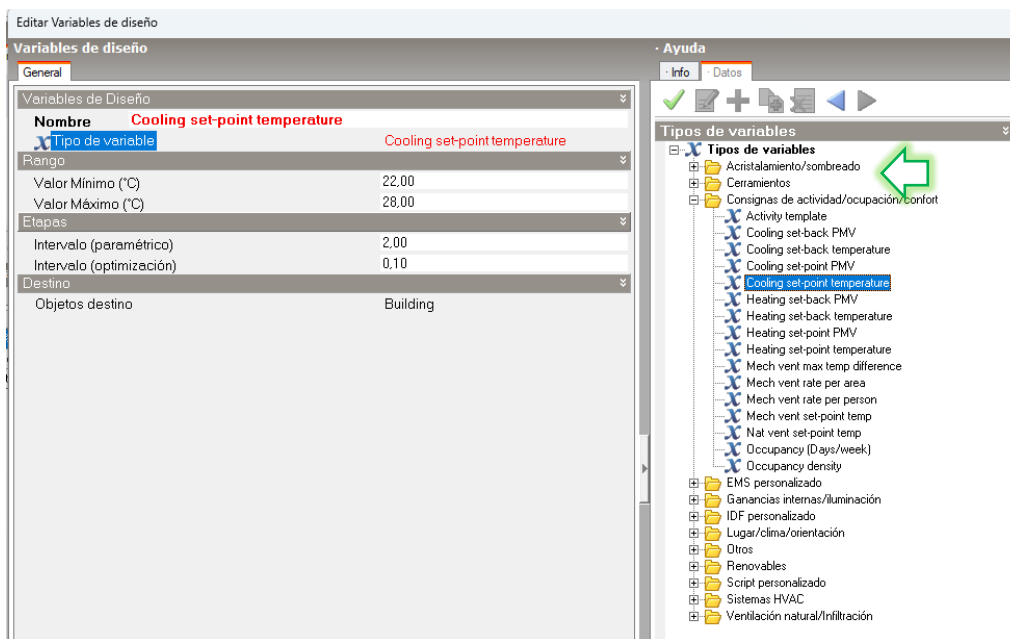 Editar Variables de diseño
Variables de diseño
General
Variables de Diseño
Nombre Cooling set-point temperature
Tipo de variable Cooling set-point temperature
Rango
Valor Mínimo (°C) 22,00
Valor Máximo (°C) 28,00
Etapas
Intervalo (paramétrico) 2,00
Intervalo (optimización) 0,10
Destino
Objetos destino Building
· Ayuda
· Info · Datos
Tipos de variables
Tipos de variables
Acristalamiento/sombreado
Cerramientos
Consignas de actividad/ocupación/confort
Activity template
Cooling set-back PMV
Cooling set-back temperature
Cooling set-point PMV
Cooling set-point temperature
Heating set-back PMV
Heating set-back temperature
Heating set-point PMV
Heating set-point temperature
Mech vent max temp difference
Mech vent rate per area
Mech vent rate per person
Mech vent set-point temp
Nat vent set-point temp
Occupancy (Days/week)
Occupancy density
EMS personalizado
Ganancias internas/iluminación
IDF personalizado
Lugar/clima/orientación
Otros
Renovables
Script personalizado
Sistemas HVAC
Ventilación natural/Infiltración